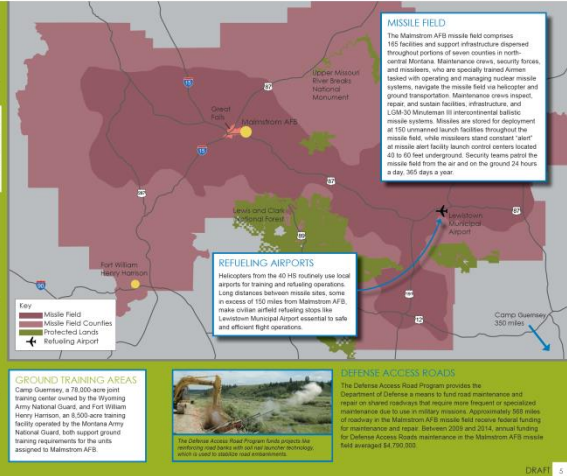 MISSILE FIELD
The Malmstrom AFB missile field comprises
165 facilities and support infrastructure dispersed
throughout portions of seven counties in north-
central Montana. Maintenance crews, security forces,
and missileers, who are specially trained Airmen
tasked with operating and managing nuclear missile
systems, navigate the missile field via helicopter and
ground transportation. Maintenance crews inspect,
repair, and sustain facilities, infrastructure, and
LGM-30 Minuteman III intercontinental ballistic
missile systems. Missiles are stored for deployment
at 150 unmanned launch facilities throughout the
missile field, while missileers stand constant "alert"
at missile alert facility launch control centers located
40 to 60 feet underground. Security teams patrol the
missile field from the air and on the ground 24 hours
a day, 365 days a year.
15
87
Upper Missouri
River Breaks
National
Monument
Great
Falls
Malmstrom AFB
15
87
87
Lewis and Clark
National Forest
89
Lewistown
Municipal
Airport
Fort William
Henry Harrison
90
12
REFUELING AIRPORTS
Helicopters from the 40 HS routinely use local
airports for training and refueling operations.
Long distances between missile sites, some
in excess of 150 miles from Malmstrom AFB,
make civilian airfield refueling stops like
Lewistown Municipal Airport essential to safe
and efficient flight operations.
Key
Missile Field
Missile Field Counties
Protected Lands
Refueling Airport
Camp Guernsey
350 miles
GROUND TRAINING AREAS
Camp Guernsey, a 78,000-acre joint
training center owned by the Wyoming
Army National Guard, and Fort William
Henry Harrison, an 8,500-acre training
facility operated by the Montana Army
National Guard, both support ground
training requirements for the units
assigned to Malmstrom AFB.
The Defense Access Road Program funds projects like
reinforcing road banks with soil nail launcher technology,
which is used to stabilize road embankments.
DEFENSE ACCESS ROADS
The Defense Access Road Program provides the
Department of Defense a means to fund road maintenance and
repair on shared roadways that require more frequent or specialized
maintenance due to use in military missions. Approximately 568 miles
of roadway in the Malmstrom AFB missile field receive federal funding
for maintenance and repair. Between 2009 and 2014, annual funding
for Defense Access Roads maintenance in the Malmstrom AFB missile
field averaged $4,790,000.
DRAFT 5